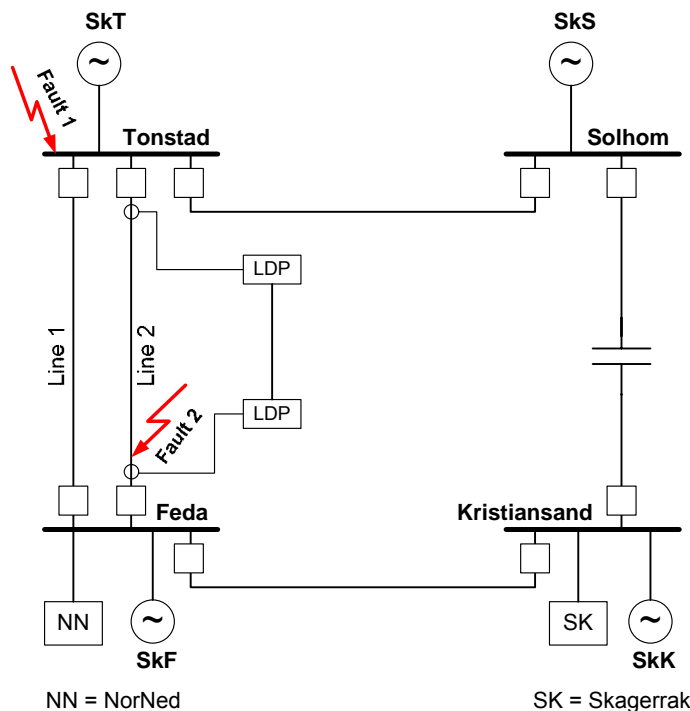 SkT
SkS
~
~
Fault 1
Tonstad
Solhom
LDP
Line 1
Line 2
LDP
Fault 2
Feda
Kristiansand
NN
~
SK
~
SkF
SkK
NN = NorNed
SK = Skagerrak